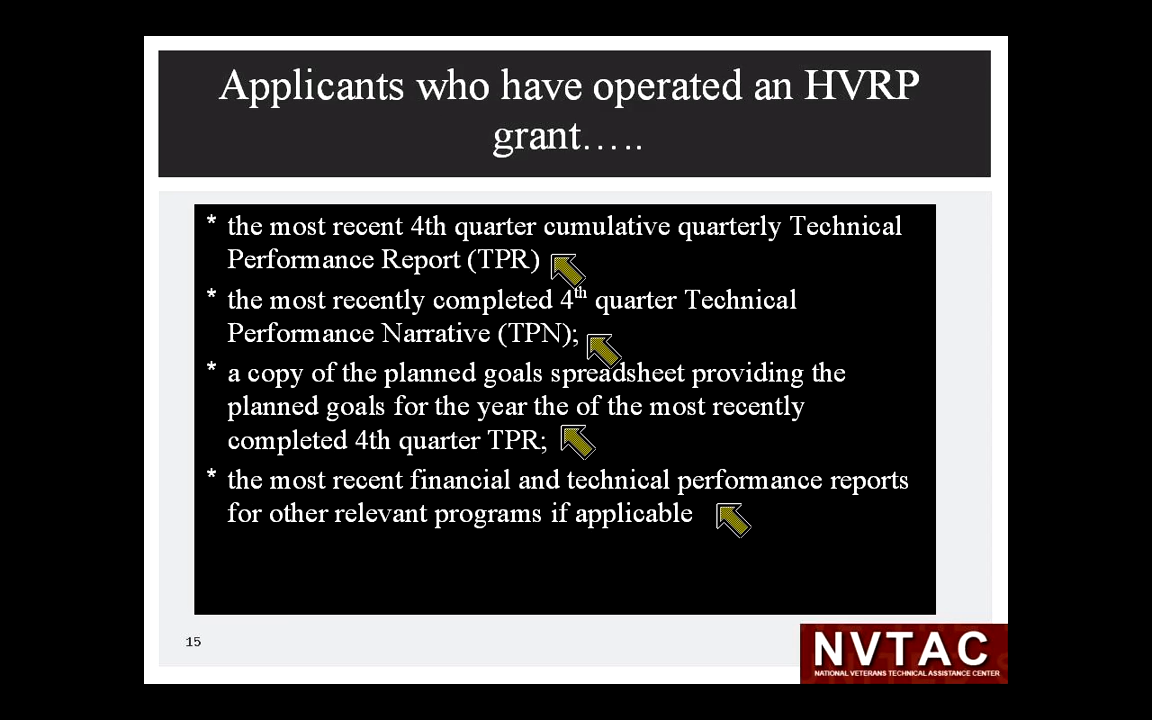 Applicants who have operated an HVRP
grant.....
* the most recent 4th quarter cumulative quarterly Technical
Performance Report (TPR)
* the most recently completed 4th quarter Technical
Performance Narrative (TPN);
* a copy of the planned goals spreadsheet providing the
planned goals for the year the of the most recently
completed 4th quarter TPR;
* the most recent financial and technical performance reports
for other relevant programs if applicable
15
NVTAC
NATIONAL VETERANS TECHNICAL ASSISTANCE CENTER